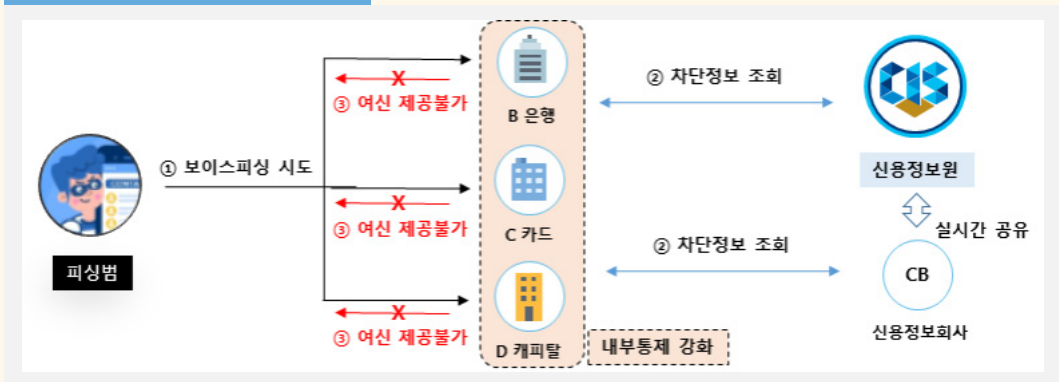 ① 보이스피싱 시도
피싱범
X
③ 여신 제공불가
X
③ 여신 제공불가
X
③ 여신 제공불가
B 은행
C 카드
D 캐피탈
내부통제 강화
② 차단정보 조회
② 차단정보 조회
신용정보원
실시간 공유
CB
신용정보회사